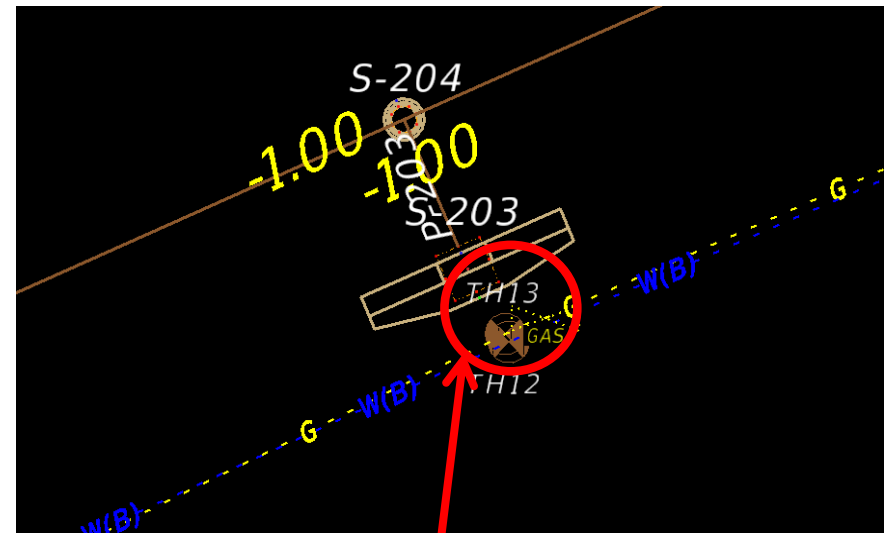 S-204
-1.00
-1.00
P-203
S-203
G
W(B)
TH13
G
GAS
TH12
W(B)
G
W(B)